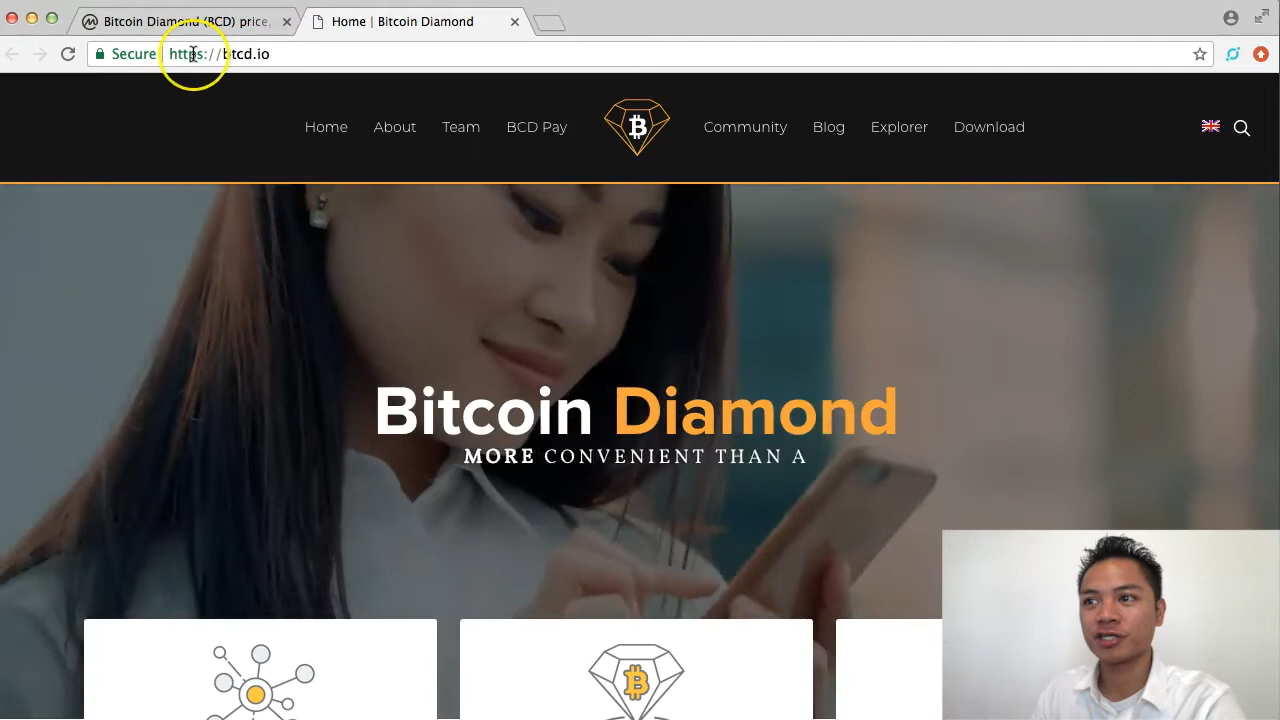 Bitcoin Diamond (BCD) price,
Home | Bitcoin Diamond
Secure https://btcd.io
Home About Team BCD Pay Community Blog Explorer Download
Bitcoin Diamond
MORE CONVENIENT THAN A